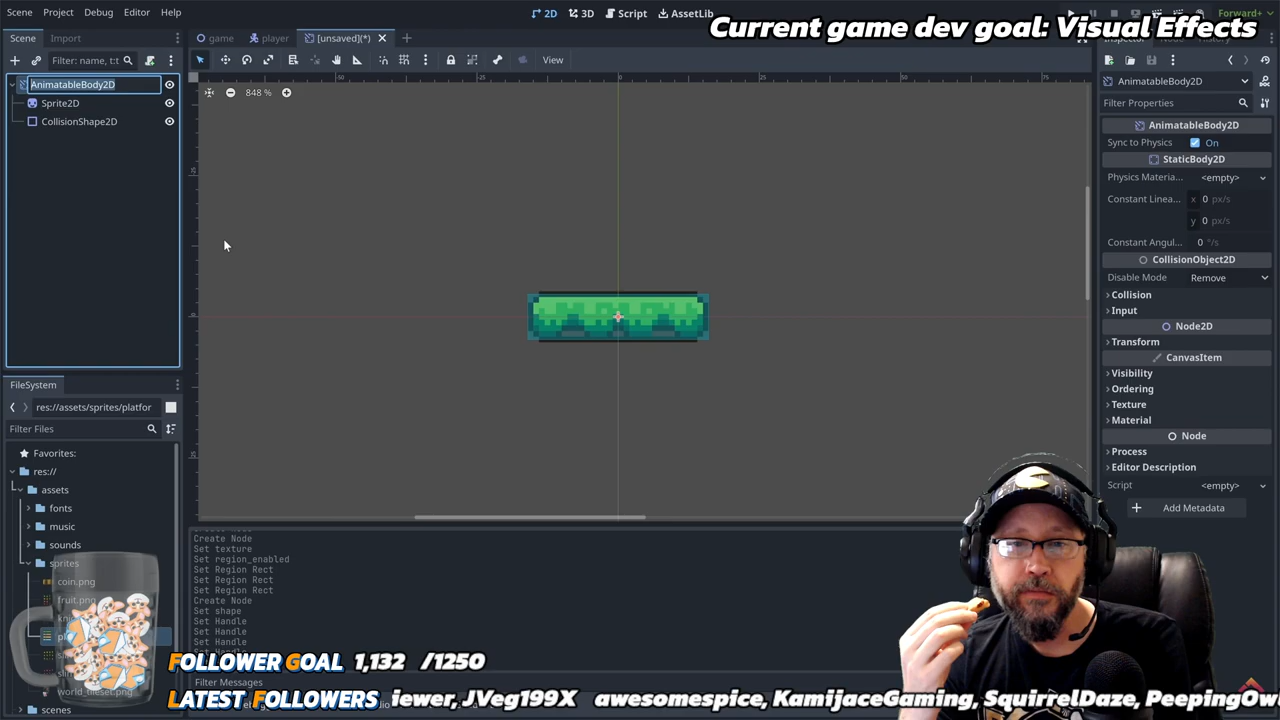 Scene Project Debug Editor Help
2D 3D Script AssetLib
Forward+
Current game dev goal: Visual Effects
Scene Import
game player [unsaved](*)
Filter: name, t:t
View
AnimatableBody2D
Sprite2D
CollisionShape2D
848 %
AnimatableBody2D
Filter Properties
AnimatableBody2D
Sync to Physics On
StaticBody2D
Physics Materia... <empty>
Constant Linea... x 0 px/s
y 0 px/s
Constant Angul... 0 °/s
CollisionObject2D
Disable Mode Remove
Collision
Input
Node2D
Transform
CanvasItem
Visibility
Ordering
Texture
Material
Node
Process
Editor Description
Script <empty>
Add Metadata
FileSystem
res://assets/sprites/platfor
Filter Files
Favorites:
res://
assets
fonts
music
sounds
sprites
coin.png
fruit.png
world_tileset.png
scenes
Create Node
Set texture
Set region_enabled
Set Region Rect
Set Region Rect
Set Region Rect
Create Node
Set shape
Set Handle
Set Handle
Set Handle
Filter Messages
Follower Goal 1,132 /1250
Latest Followers iewer, JVeg199X awesomespice, KamijaceGaming, SquirrelDaze, PeepingOw